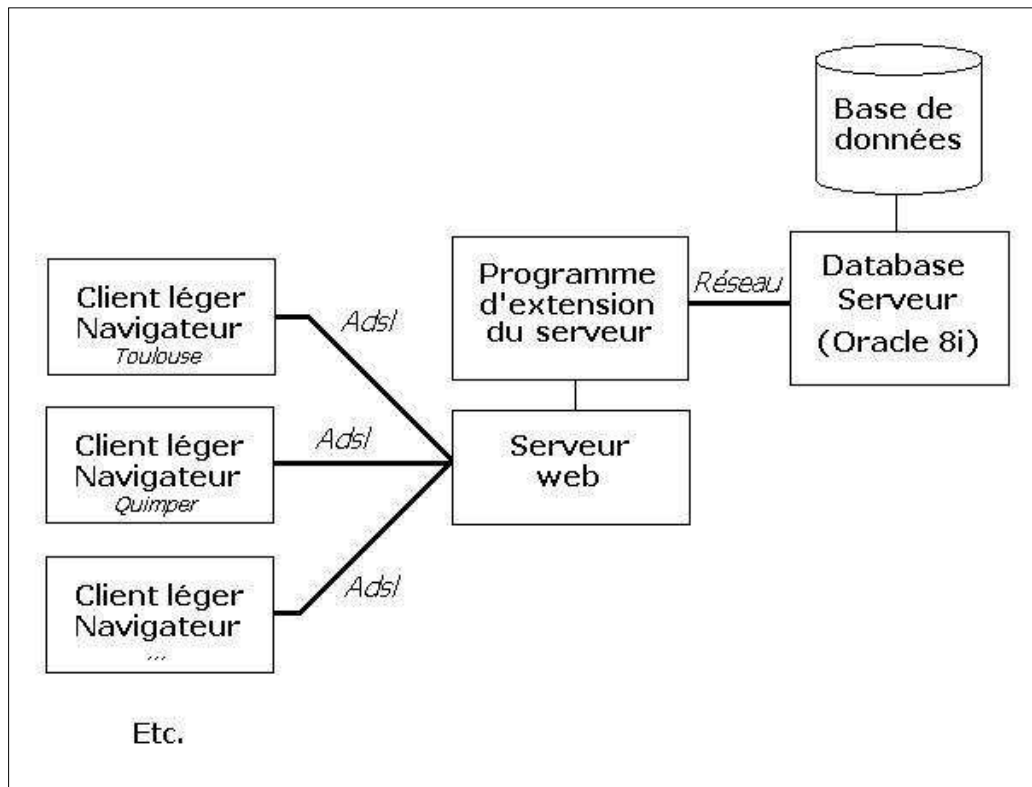 Base de
données
Programme
d'extension
du serveur
Réseau
Database
Serveur
(Oracle 8i)
Client léger
Navigateur
Toulouse
Adsl
Client léger
Navigateur
Quimper
Adsl
Serveur
web
Client léger
Navigateur
...
Adsl
Etc.